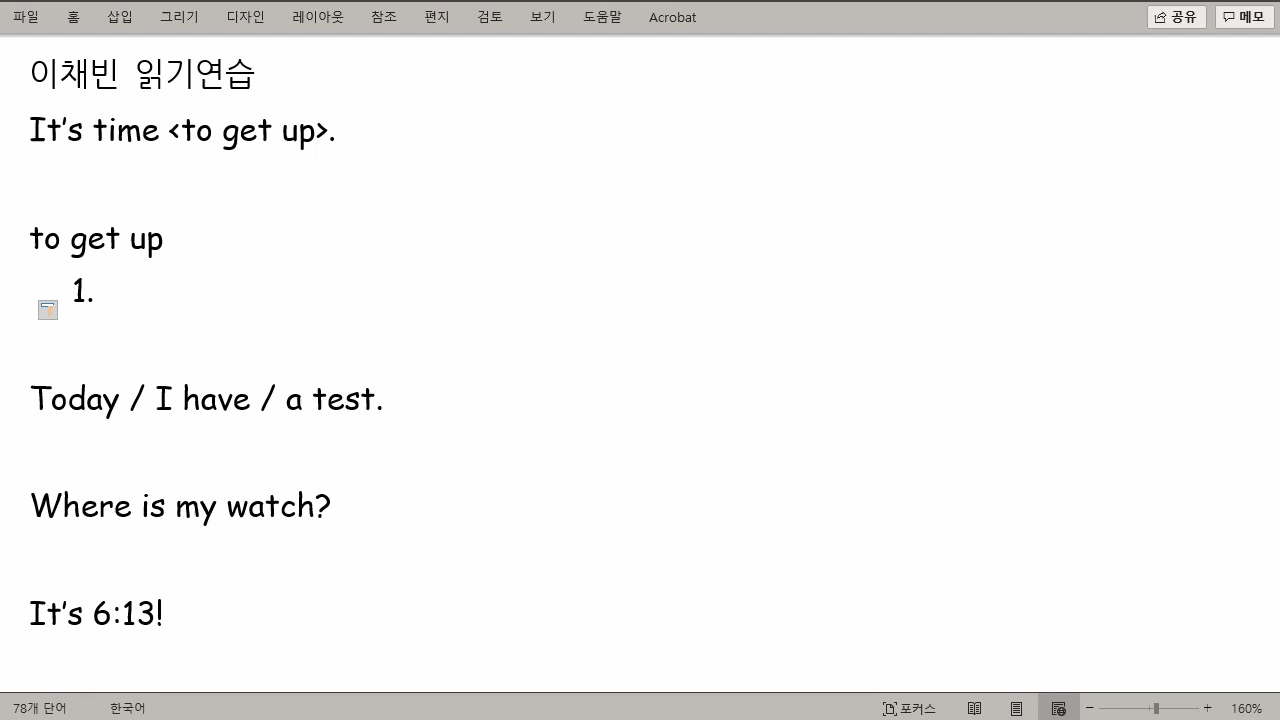 파일 홈 삽입 그리기 디자인 레이아웃 참조 편지 검토 보기 도움말 Acrobat 공유 메모
이채빈 읽기연습
It's time <to get up>.
to get up
1.
Today / I have / a test.
Where is my watch?
It's 6:13!
78개 단어 한국어 포커스 160%